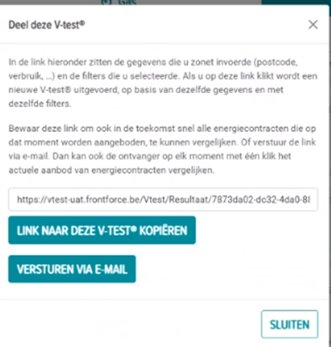 Gas
Deel deze V-test®
In de link hieronder zitten de gegevens die u zonet invoerde (postcode,
verbruik, ...) en de filters die u selecteerde. Als u op deze link klikt wordt een
nieuwe V-test® uitgevoerd, op basis van dezelfde gegevens en met
dezelfde filters.
Bewaar deze link om ook in de toekomst snel alle energiecontracten die op
dat moment worden aangeboden, te kunnen vergelijken. Of verstuur de link
via e-mail. Dan kan ook de ontvanger op elk moment met één klik het
actuele aanbod van energiecontracten vergelijken.
https://vtest-uat.frontforce.be/Vtest/Resultaat/7873da02-dc32-4da0-8
LINK NAAR DEZE V-TEST® KOPIËREN
VERSTUREN VIA E-MAIL
SLUITEN